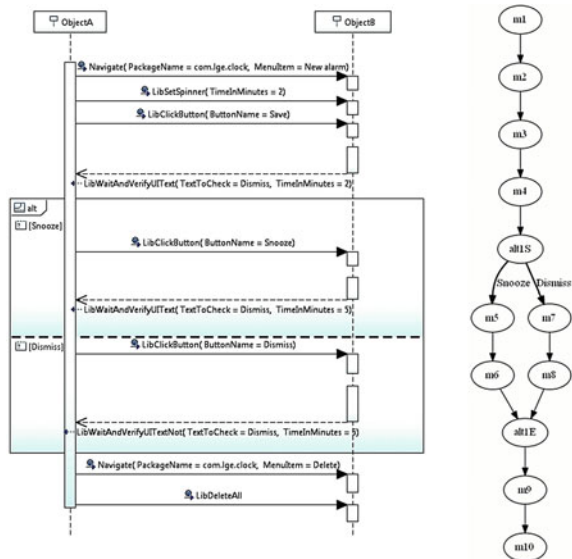 ObjectA
ObjectB
Navigate( PackageName = com.lge.clock, MenuItem = New alarm)
LibSetSpinner( TimeInMinutes = 2)
LibClickButton( ButtonName = Save)
LibWaitAndVerifyUIText( TextToCheck = Dismiss, TimeInMinutes = 2)
alt
[Snooze]
LibClickButton( ButtonName = Snooze)
LibWaitAndVerifyUIText( TextToCheck = Dismiss, TimeInMinutes = 5)
[Dismiss]
LibClickButton( ButtonName = Dismiss)
LibWaitAndVerifyUITextNot( TextToCheck = Dismiss, TimeInMinutes = 5)
Navigate( PackageName = com.lge.clock, MenuItem = Delete)
LibDeleteAll
m1
m2
m3
m4
alt1S
Snooze Dismiss
m5 m7
m6 m8
alt1E
m9
m10